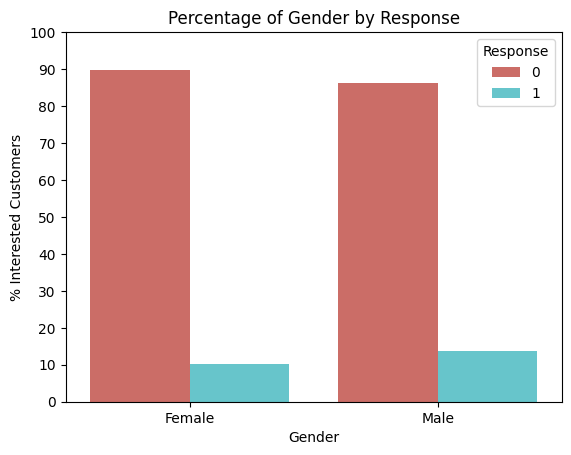 Percentage of Gender by Response
100
90
80
70
60
50
40
30
20
10
0
% Interested Customers
Response
0
1
Female
Male
Gender